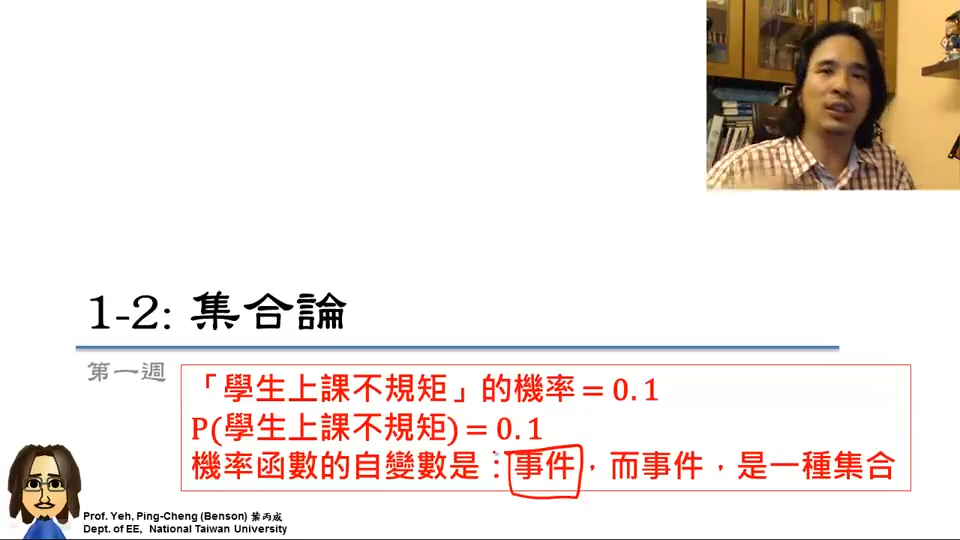 1-2: 集合論
第一週
「學生上課不規矩」的機率＝0.1
P(學生上課不規矩)＝0.1
機率函數的自變數是：事件，而事件，是一種集合
Prof. Yeh, Ping-Cheng (Benson) 葉丙成
Dept. of EE, National Taiwan University